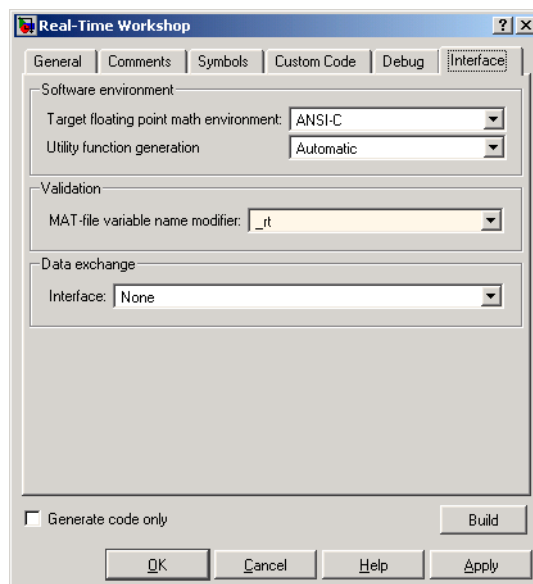 Real-Time Workshop
General Comments Symbols Custom Code Debug Interface
Software environment
Target floating point math environment: ANSI-C
Utility function generation Automatic
Validation
MAT-file variable name modifier: _rt
Data exchange
Interface: None
Generate code only Build
OK Cancel Help Apply